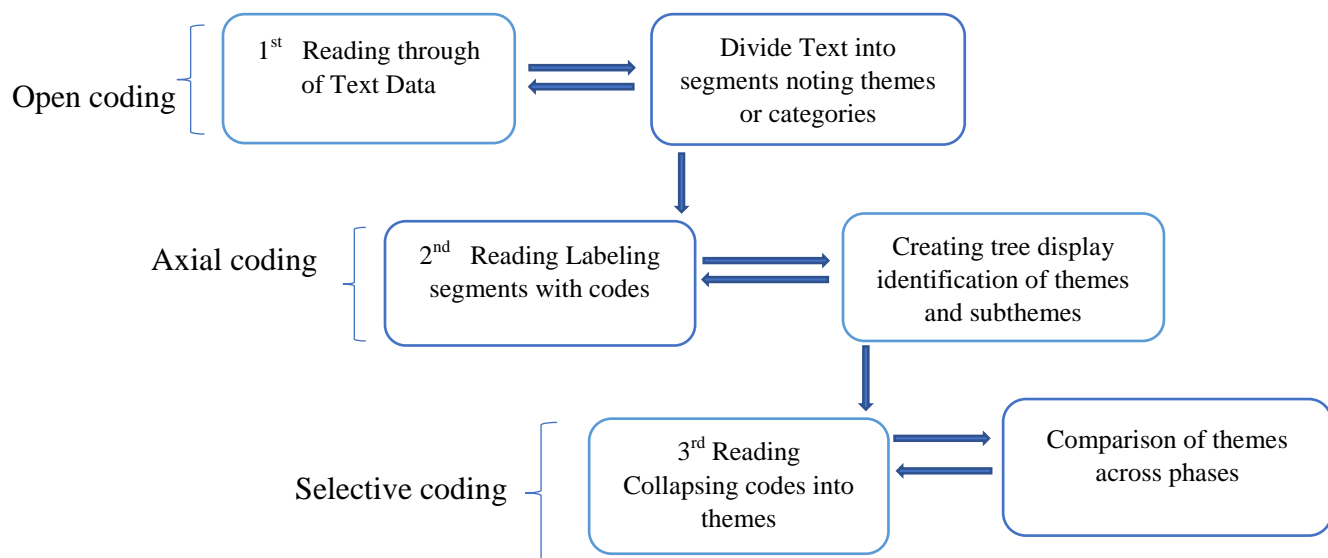 Open coding
1st Reading through
of Text Data
Divide Text into
segments noting themes
or categories
Axial coding
2nd Reading Labeling
segments with codes
Creating tree display
identification of themes
and subthemes
Selective coding
3rd Reading
Collapsing codes into
themes
Comparison of themes
across phases